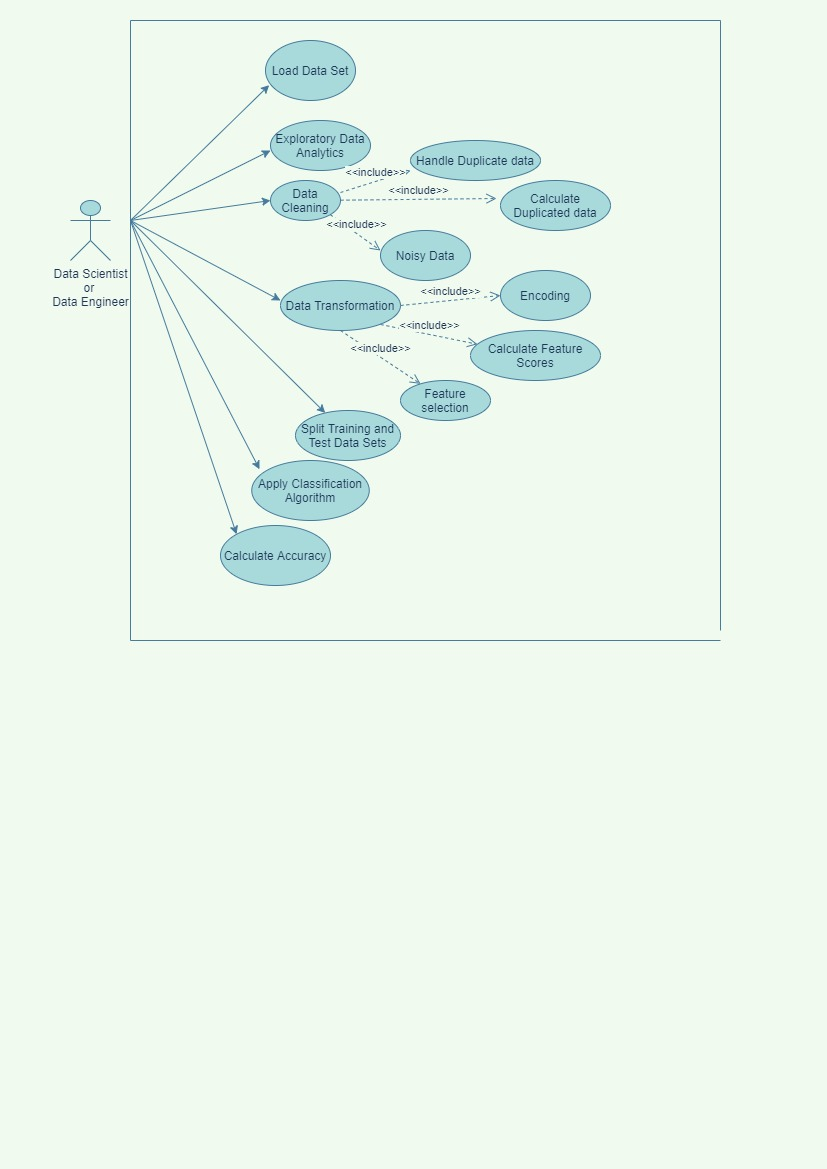 Load Data Set
Exploratory Data
Analytics
Handle Duplicate data
<<include>>
Data
Cleaning
<<include>>
Calculate
Duplicated data
<<include>>
Noisy Data
Data Scientist
or
Data Engineer
Data Transformation
<<include>>
Encoding
<<include>>
Calculate Feature
Scores
<<include>>
Feature
selection
Split Training and
Test Data Sets
Apply Classification
Algorithm
Calculate Accuracy